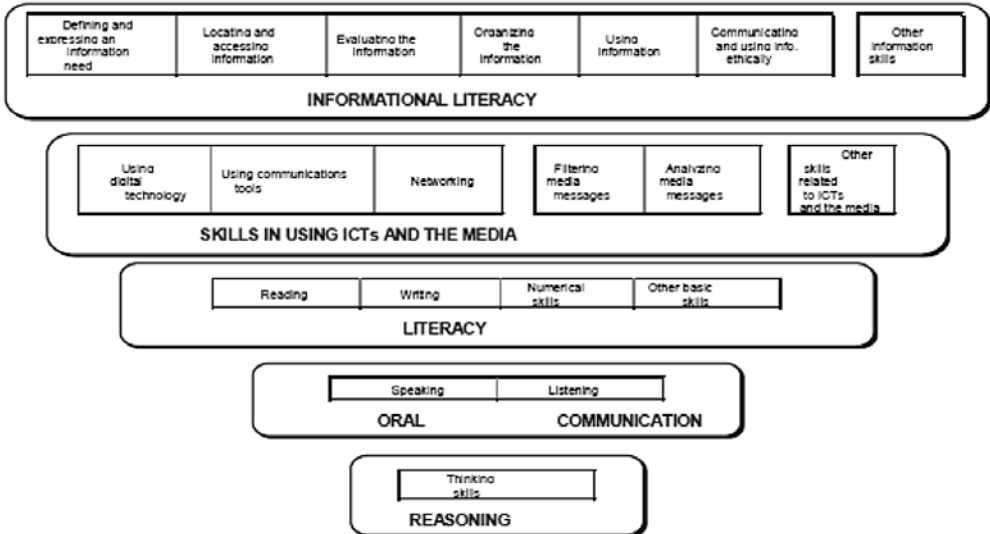 Defining and
expressing an
information
need
Locating and
accessing
information
Evaluating the
information
Organizing
the
information
Using
information
Communicating
and using info.
ethically
Other
information
skills
INFORMATIONAL LITERACY
Using
digital
technology
Using communications
tools
Networking
Filtering
media
messages
Analyzing
media
messages
Other
skills
related
to ICTs
and the media
SKILLS IN USING ICTs AND THE MEDIA
Reading
Writing
Numerical
skills
Other basic
skills
LITERACY
Speaking
Listening
ORAL COMMUNICATION
Thinking
skills
REASONING